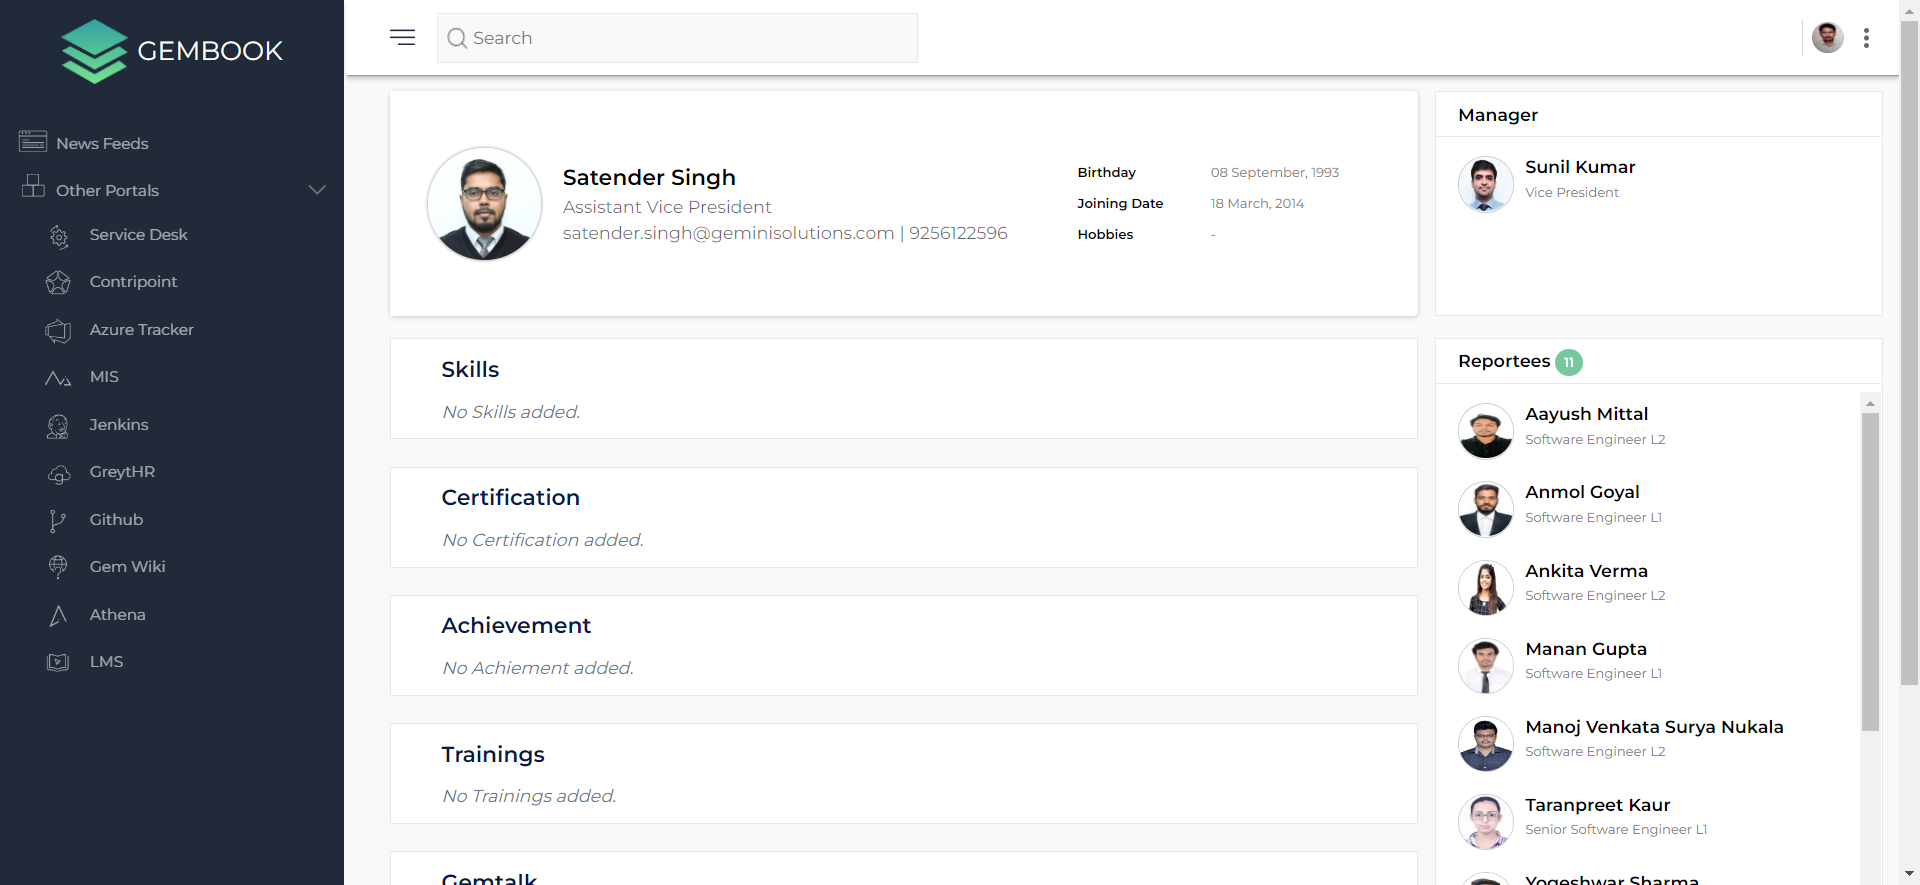 GEMBOOK
News Feeds
Other Portals
Service Desk
Contripoint
Azure Tracker
MIS
Jenkins
GreytHR
Github
Gem Wiki
Athena
LMS
Search
Satender Singh
Assistant Vice President
satender.singh@geminisolutions.com | 9256122596
Birthday 08 September, 1993
Joining Date 18 March, 2014
Hobbies -
Skills
No Skills added.
Certification
No Certification added.
Achievement
No Achiement added.
Trainings
No Trainings added.
Gemtalk
Manager
Sunil Kumar
Vice President
Reportees 11
Aayush Mittal
Software Engineer L2
Anmol Goyal
Software Engineer L1
Ankita Verma
Software Engineer L2
Manan Gupta
Software Engineer L1
Manoj Venkata Surya Nukala
Software Engineer L2
Taranpreet Kaur
Senior Software Engineer L1
Yogeshwar Sharma